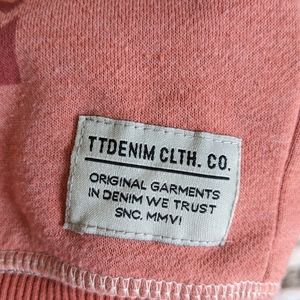 TTDENIM CLTH. CO.
ORIGINAL GARMENTS
IN DENIM WE TRUST
SNC. MMVI